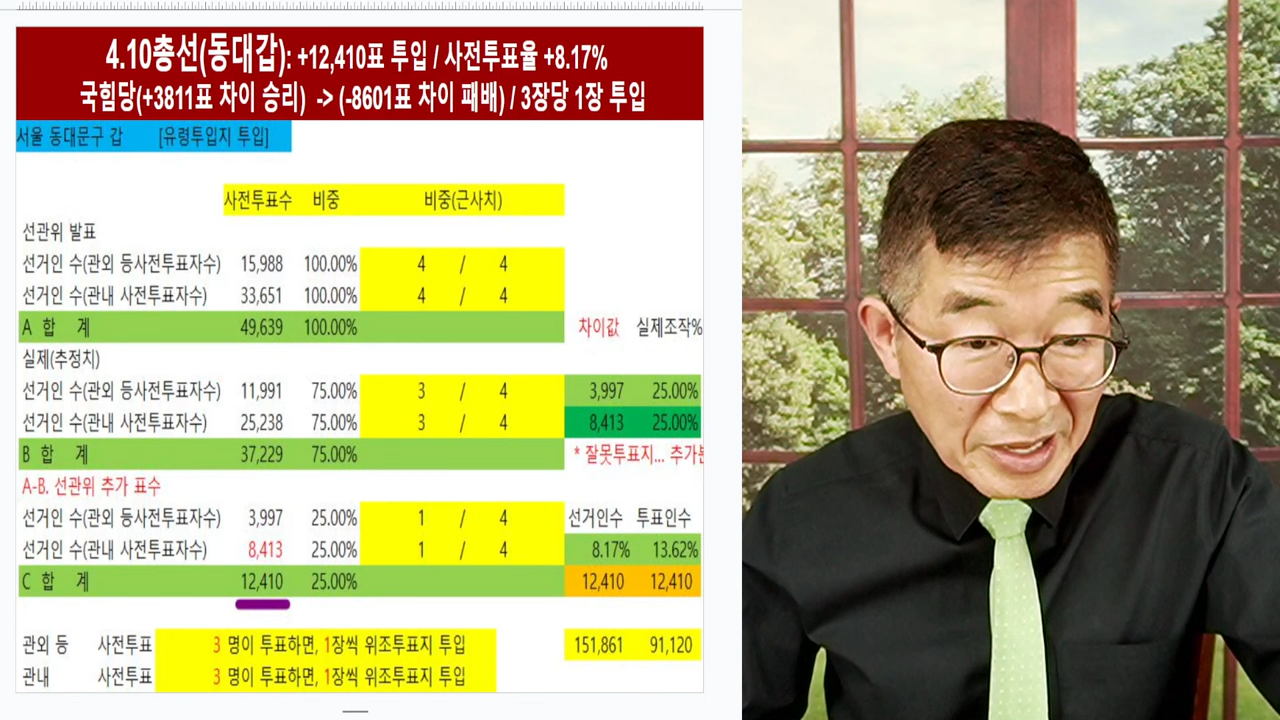 4.10총선(동대갑): +12,410표 투입 / 사전투표율 +8.17%
국힘당(+3811표 차이 승리) -> (-8601표 차이 패배) / 3장당 1장 투입
서울 동대문구 갑 [유령투입지 투입]
사전투표수 비중 비중(근사치)
선관위 발표
선거인 수(관외 등사전투표자수) 15,988 100.00% 4 / 4
선거인 수(관내 사전투표자수) 33,651 100.00% 4 / 4
A 합 계 49,639 100.00% 차이값 실제조작%
실제(추정치)
선거인 수(관외 등사전투표자수) 11,991 75.00% 3 / 4 3,997 25.00%
선거인 수(관내 사전투표자수) 25,238 75.00% 3 / 4 8,413 25.00%
B 합 계 37,229 75.00% * 잘못투표지... 추가
A-B. 선관위 추가 표수
선거인 수(관외 등사전투표자수) 3,997 25.00% 1 / 4 선거인수 투표인수
선거인 수(관내 사전투표자수) 8,413 25.00% 1 / 4 8.17% 13.62%
C 합 계 12,410 25.00% 12,410 12,410
관외 등 사전투표 3 명이 투표하면, 1장씩 위조투표지 투입 151,861 91,120
관내 사전투표 3 명이 투표하면, 1장씩 위조투표지 투입